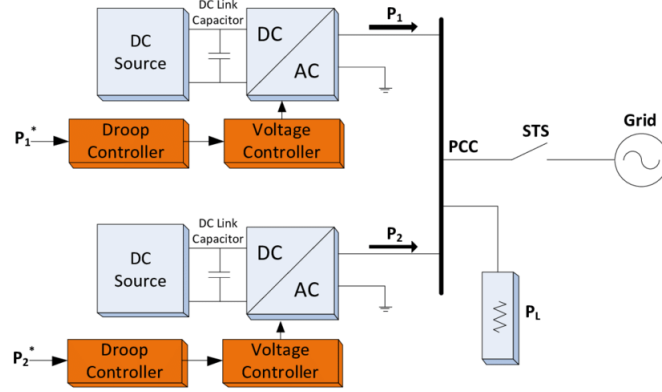 DC Link
Capacitor
P₁
DC
Source
DC
AC
P₁*
Droop
Controller
Voltage
Controller
PCC
STS
Grid
DC Link
Capacitor
P₂
DC
Source
DC
AC
P_L
P₂*
Droop
Controller
Voltage
Controller